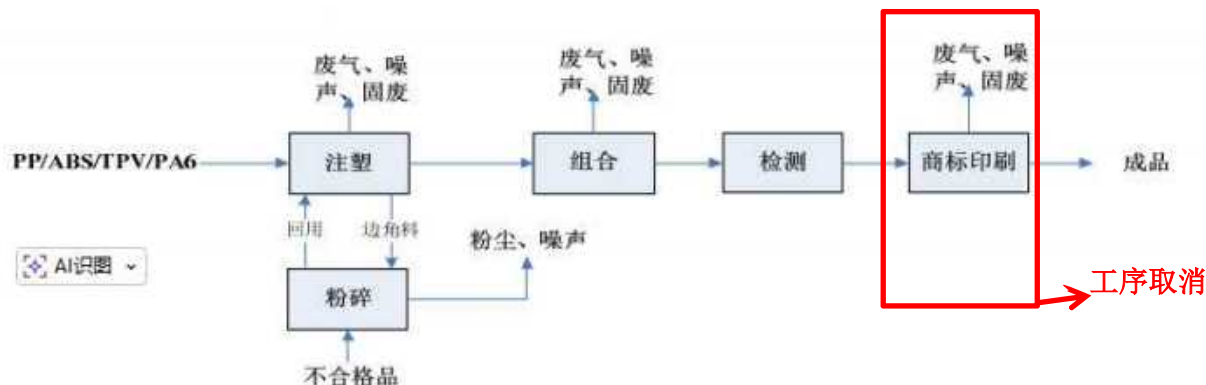 废气、噪
声、固废
废气、噪
声、固废
废气、噪
声、固废
PP/ABS/TPV/PA6
注塑
组合
检测
商标印刷
成品
回用
边角料
粉尘、噪声
AI识图
粉碎
工序取消
不合格品